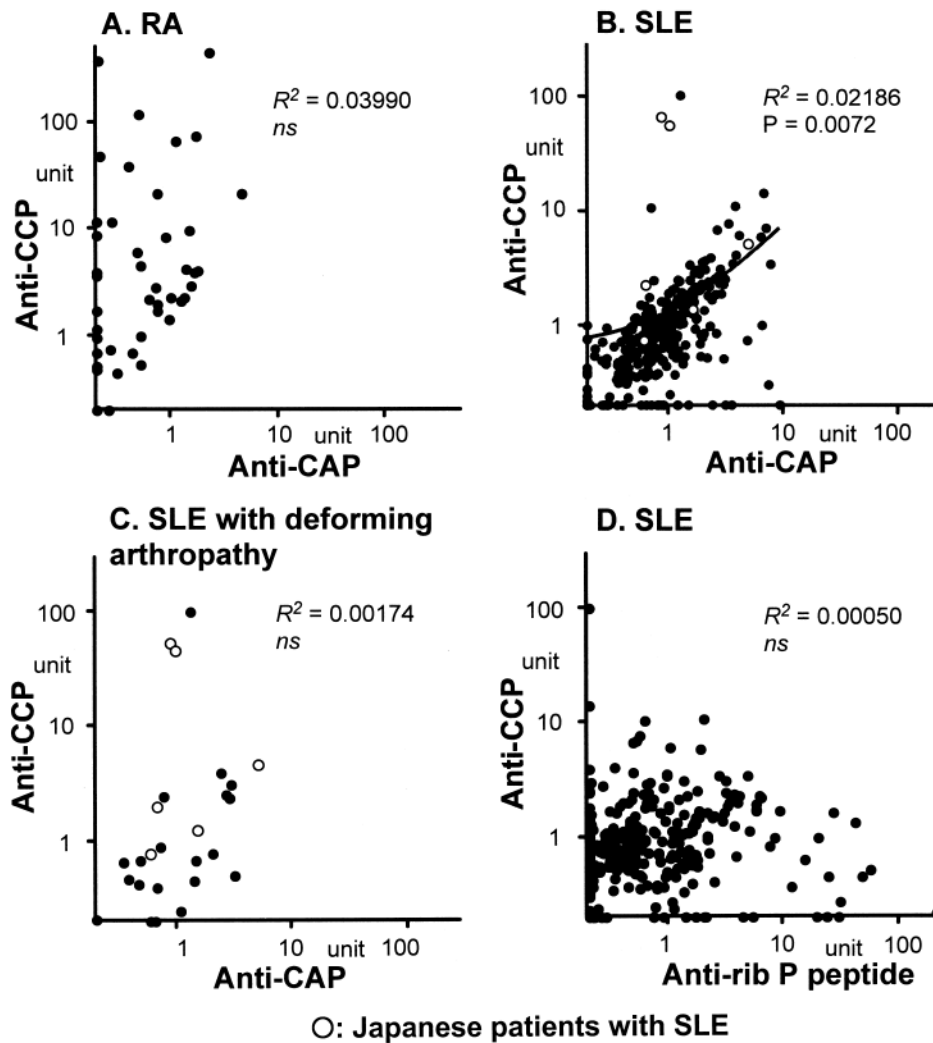 A. RA
R² = 0.03990
ns
100
unit
10
1
Anti-CCP
1
10
unit
100
Anti-CAP
B. SLE
R² = 0.02186
P = 0.0072
100
unit
10
1
Anti-CCP
1
10
unit
100
Anti-CAP
C. SLE with deforming
arthropathy
R² = 0.00174
ns
100
unit
10
1
Anti-CCP
1
10
unit
100
Anti-CAP
D. SLE
R² = 0.00050
ns
100
unit
10
1
Anti-CCP
1
10
unit
100
Anti-rib P peptide
O: Japanese patients with SLE